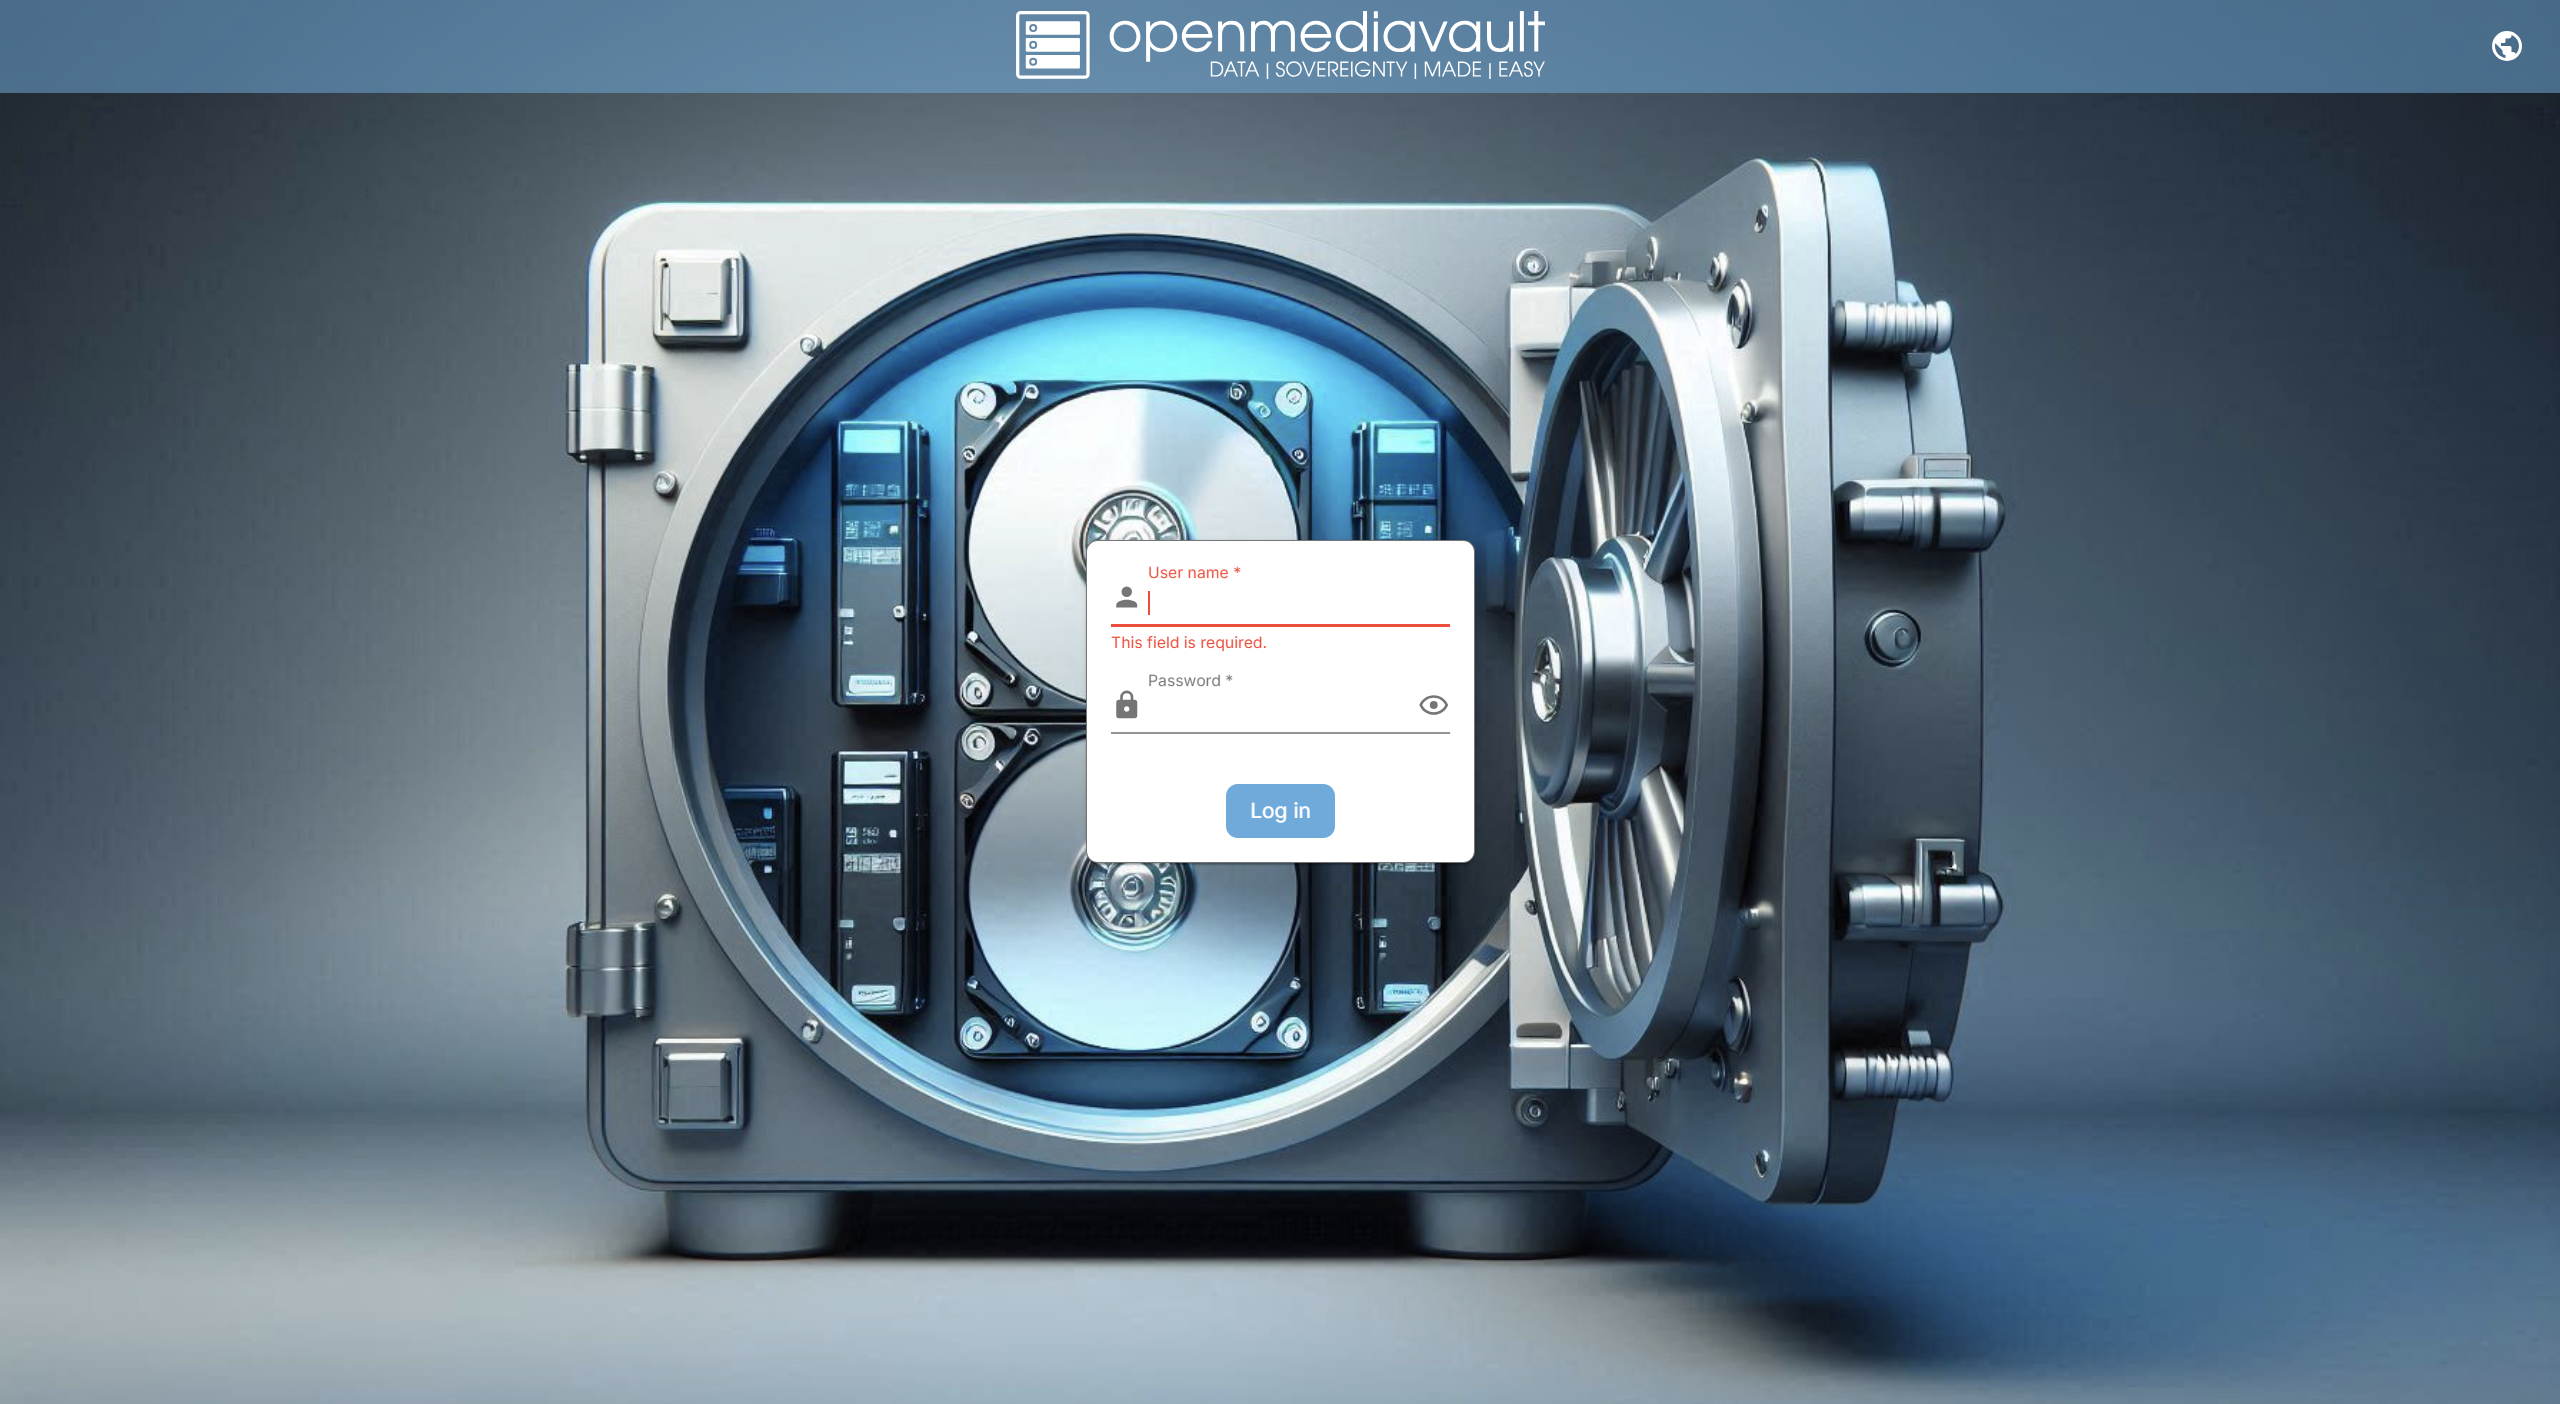 openmediavault
DATA | SOVEREIGNTY | MADE | EASY
User name *
This field is required.
Password *
Log in